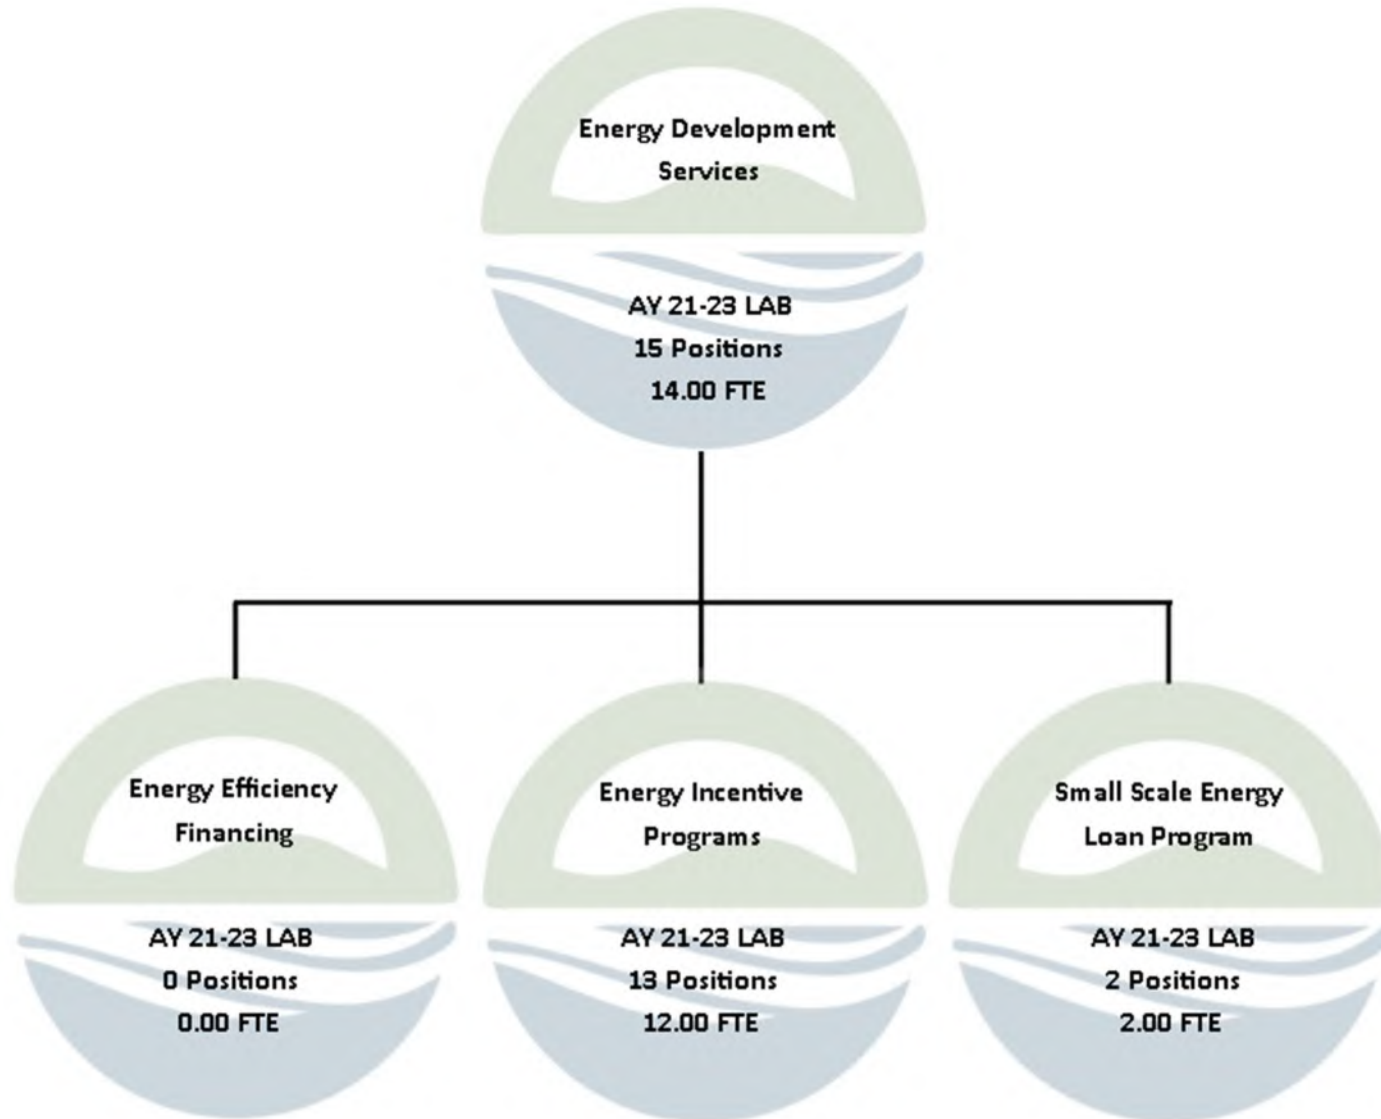 Energy Development
Services
AY 21-23 LAB
15 Positions
14.00 FTE
Energy Efficiency
Financing
AY 21-23 LAB
0 Positions
0.00 FTE
Energy Incentive
Programs
AY 21-23 LAB
13 Positions
12.00 FTE
Small Scale Energy
Loan Program
AY 21-23 LAB
2 Positions
2.00 FTE